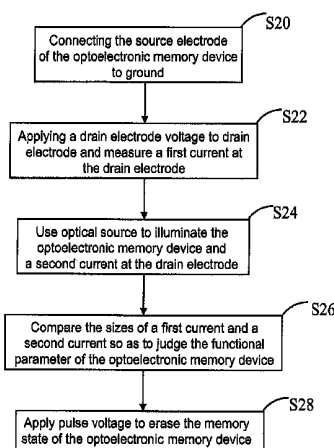 S20
Connecting the source electrode
of the optoelectronic memory device
to ground
S22
Applying a drain electrode voltage to drain
electrode and measure a first current at
the drain electrode
S24
Use optical source to illuminate the
optoelectronic memory device and
a second current at the drain electrode
S26
Compare the sizes of a first current and a
second current so as to judge the functional
parameter of the optoelectronic memory device
S28
Apply pulse voltage to erase the memory
state of the optoelectronic memory device